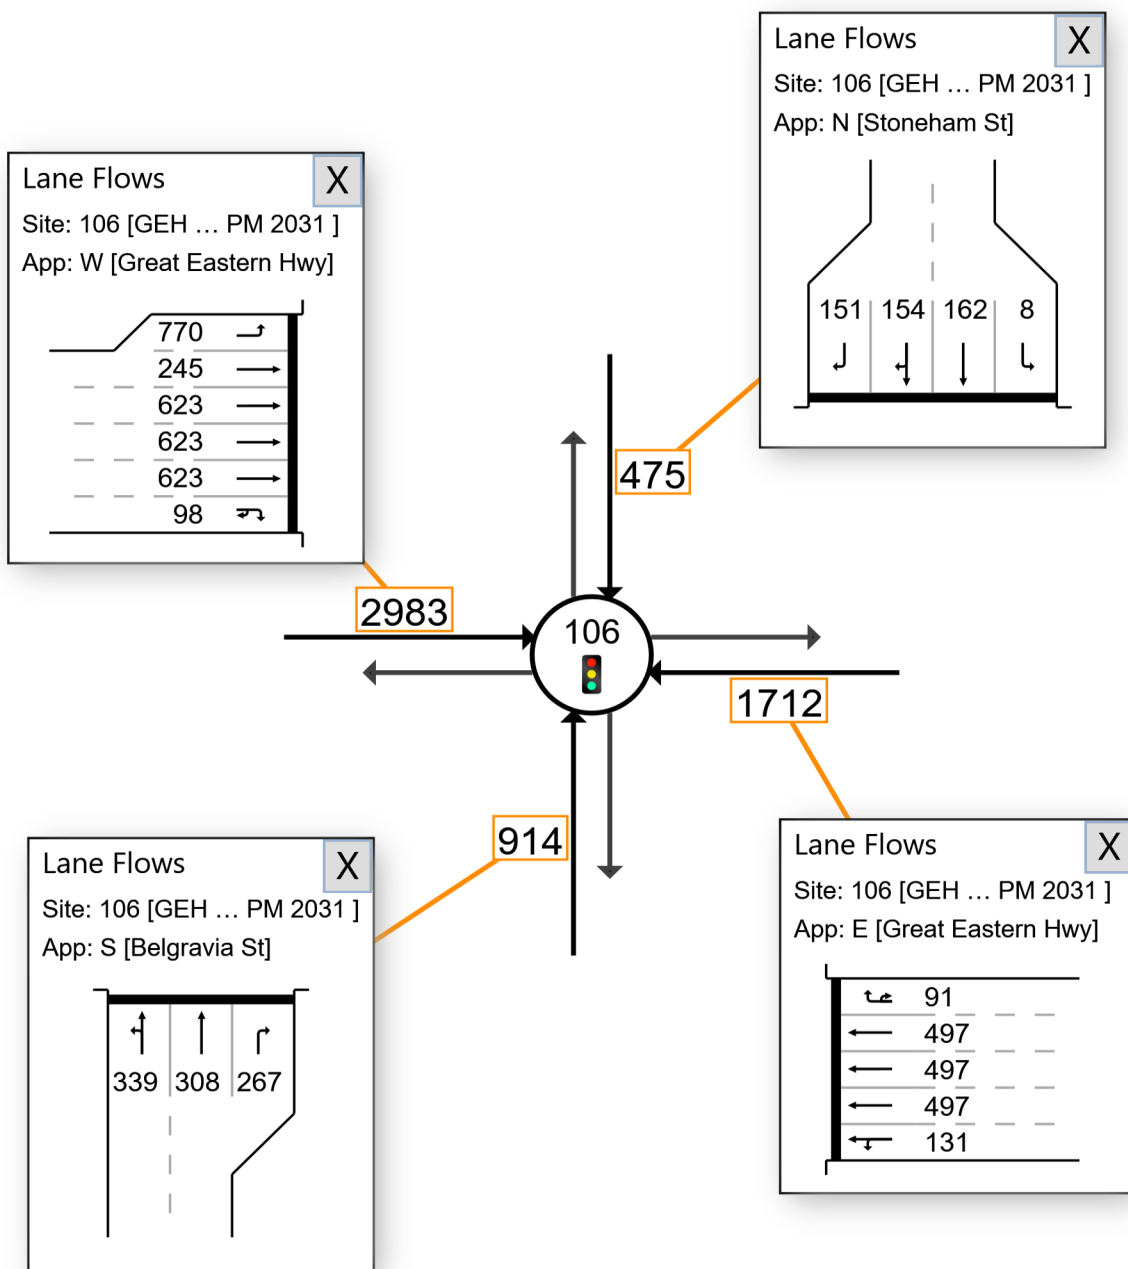 Lane Flows
X
Site: 106 [GEH ... PM 2031 ]
App: N [Stoneham St]
151 154 162 8
Lane Flows
X
Site: 106 [GEH ... PM 2031 ]
App: W [Great Eastern Hwy]
770
245
623
623
623
98
475
2983
106
1712
914
Lane Flows
X
Site: 106 [GEH ... PM 2031 ]
App: S [Belgravia St]
339 308 267
Lane Flows
X
Site: 106 [GEH ... PM 2031 ]
App: E [Great Eastern Hwy]
91
497
497
497
131